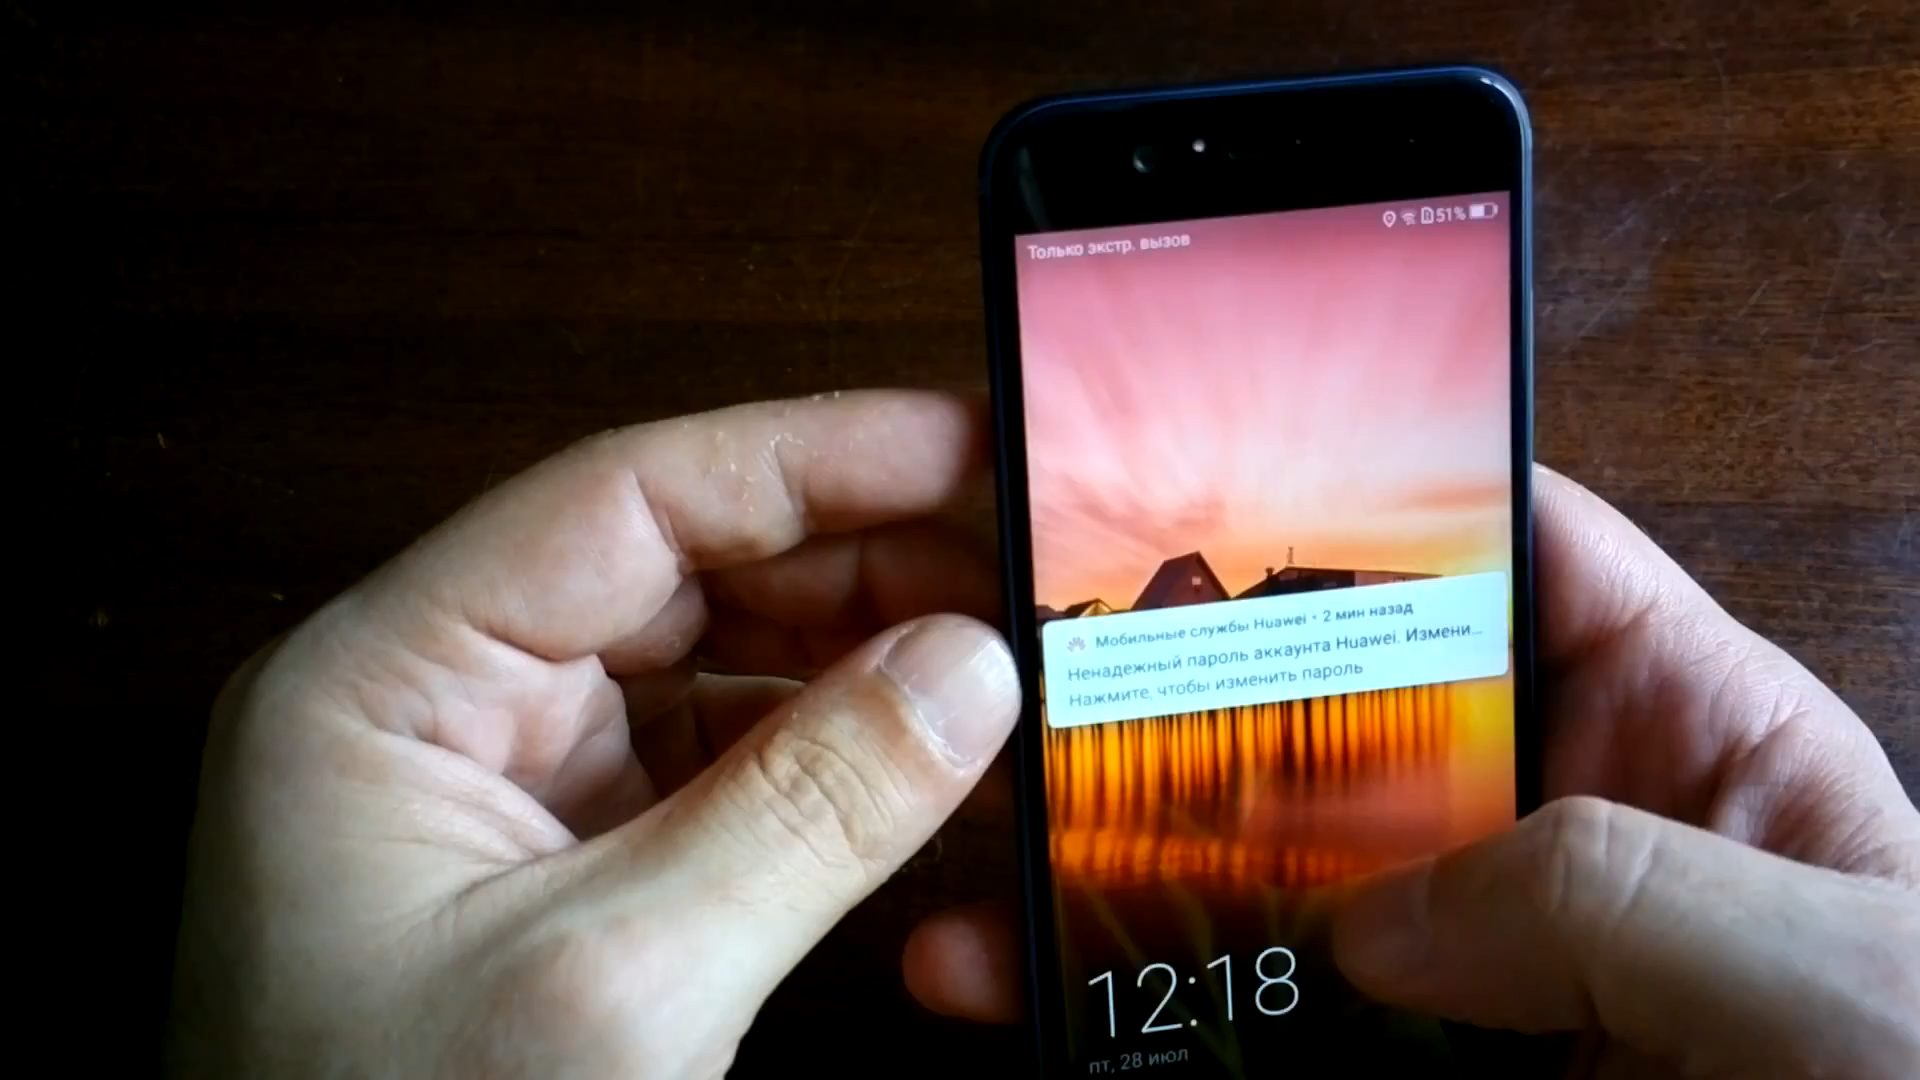 Только экстр. вызов
51%
Мобильные службы Huawei • 2 мин назад
Ненадежный пароль аккаунта Huawei. Измени...
Нажмите, чтобы изменить пароль
12:18
пт, 28 июл